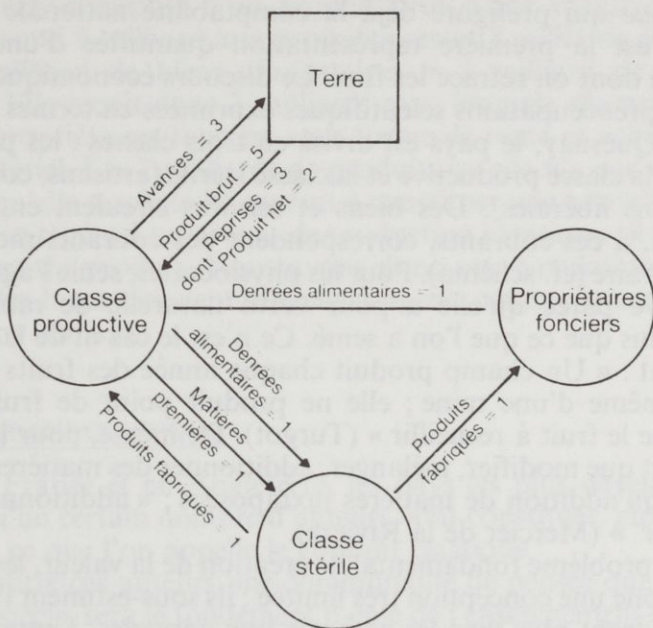 Terre
Avances = 3
Produit brut = 5
dont : Reprises = 3
Produit net = 2
Classe
productive
Denrées alimentaires = 1
Propriétaires
fonciers
Denrées
alimentaires = 1
Matières
premières
Produits fabriqués = 1
Produits
fabriqués = 1
Classe
stérile